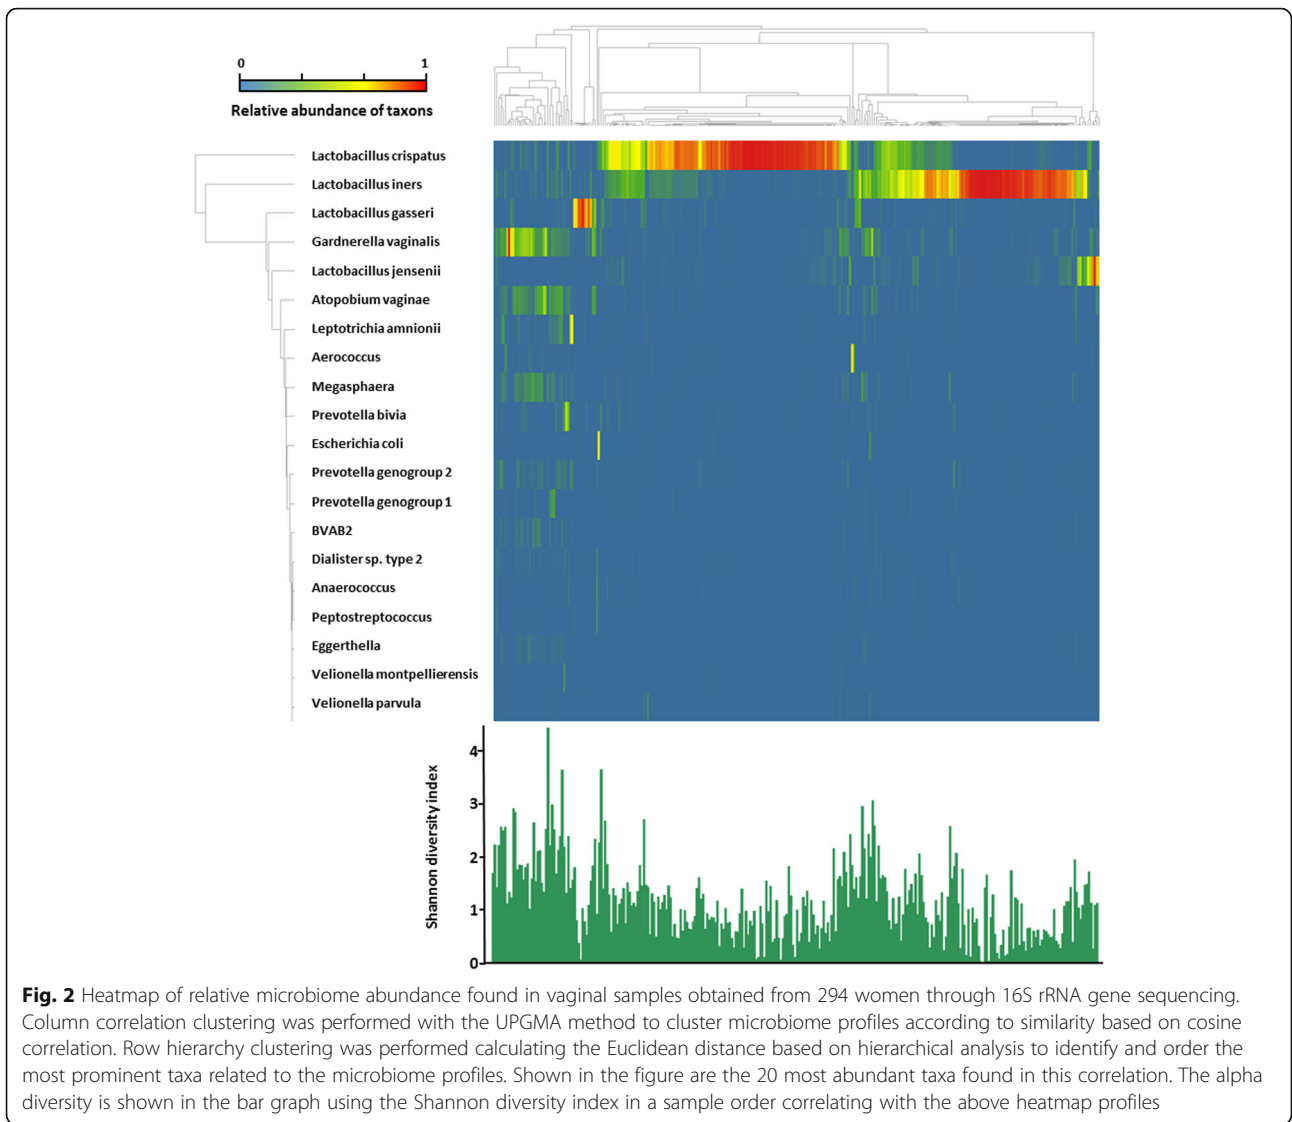 0 1
Relative abundance of taxons
Lactobacillus crispatus
Lactobacillus iners
Lactobacillus gasseri
Gardnerella vaginalis
Lactobacillus jensenii
Atopobium vaginae
Leptotrichia amnionii
Aerococcus
Megasphaera
Prevotella bivia
Escherichia coli
Prevotella genogroup 2
Prevotella genogroup 1
BVAB2
Dialister sp. type 2
Anaerococcus
Peptostreptococcus
Eggerthella
Velionella montpellierensis
Velionella parvula
Shannon diversity index
4
3
2
1
0
Fig. 2 Heatmap of relative microbiome abundance found in vaginal samples obtained from 294 women through 16S rRNA gene sequencing.
Column correlation clustering was performed with the UPGMA method to cluster microbiome profiles according to similarity based on cosine
correlation. Row hierarchy clustering was performed calculating the Euclidean distance based on hierarchical analysis to identify and order the
most prominent taxa related to the microbiome profiles. Shown in the figure are the 20 most abundant taxa found in this correlation. The alpha
diversity is shown in the bar graph using the Shannon diversity index in a sample order correlating with the above heatmap profiles